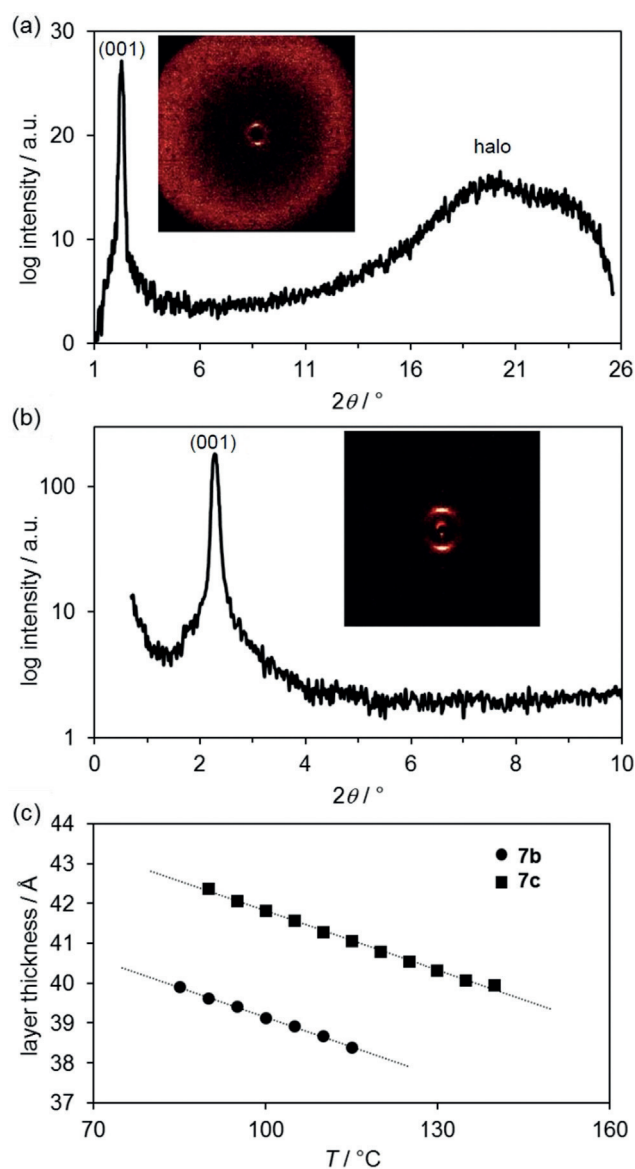 (a)
30
20
10
0
log intensity / a.u.
(001)
halo
1 6 11 16 21 26
2θ / °
(b)
100
10
1
log intensity / a.u.
(001)
0 2 4 6 8 10
2θ / °
(c)
44
43
42
41
40
39
38
37
layer thickness / Å
7b
7c
70 100 130 160
T / °C